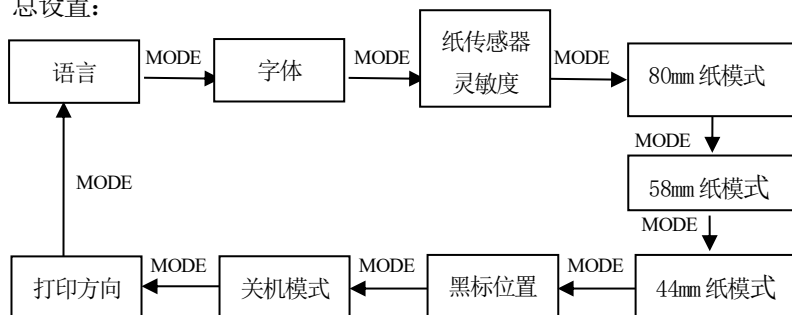 总设置：
语言
MODE
字体
MODE
纸传感器
灵敏度
MODE
80mm 纸模式
MODE
58mm 纸模式
MODE
44mm 纸模式
MODE
黑标位置
MODE
关机模式
MODE
打印方向
MODE